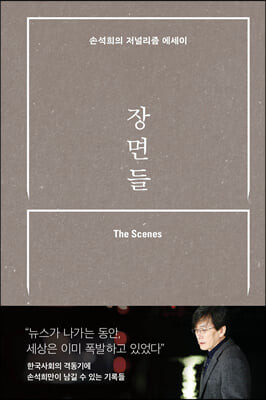 손석희의 저널리즘 에세이
장면들
The Scenes
“뉴스가 나가는 동안,
세상은 이미 폭발하고 있었다”
한국사회의 격동기에
손석희만이 남길 수 있는 기록들